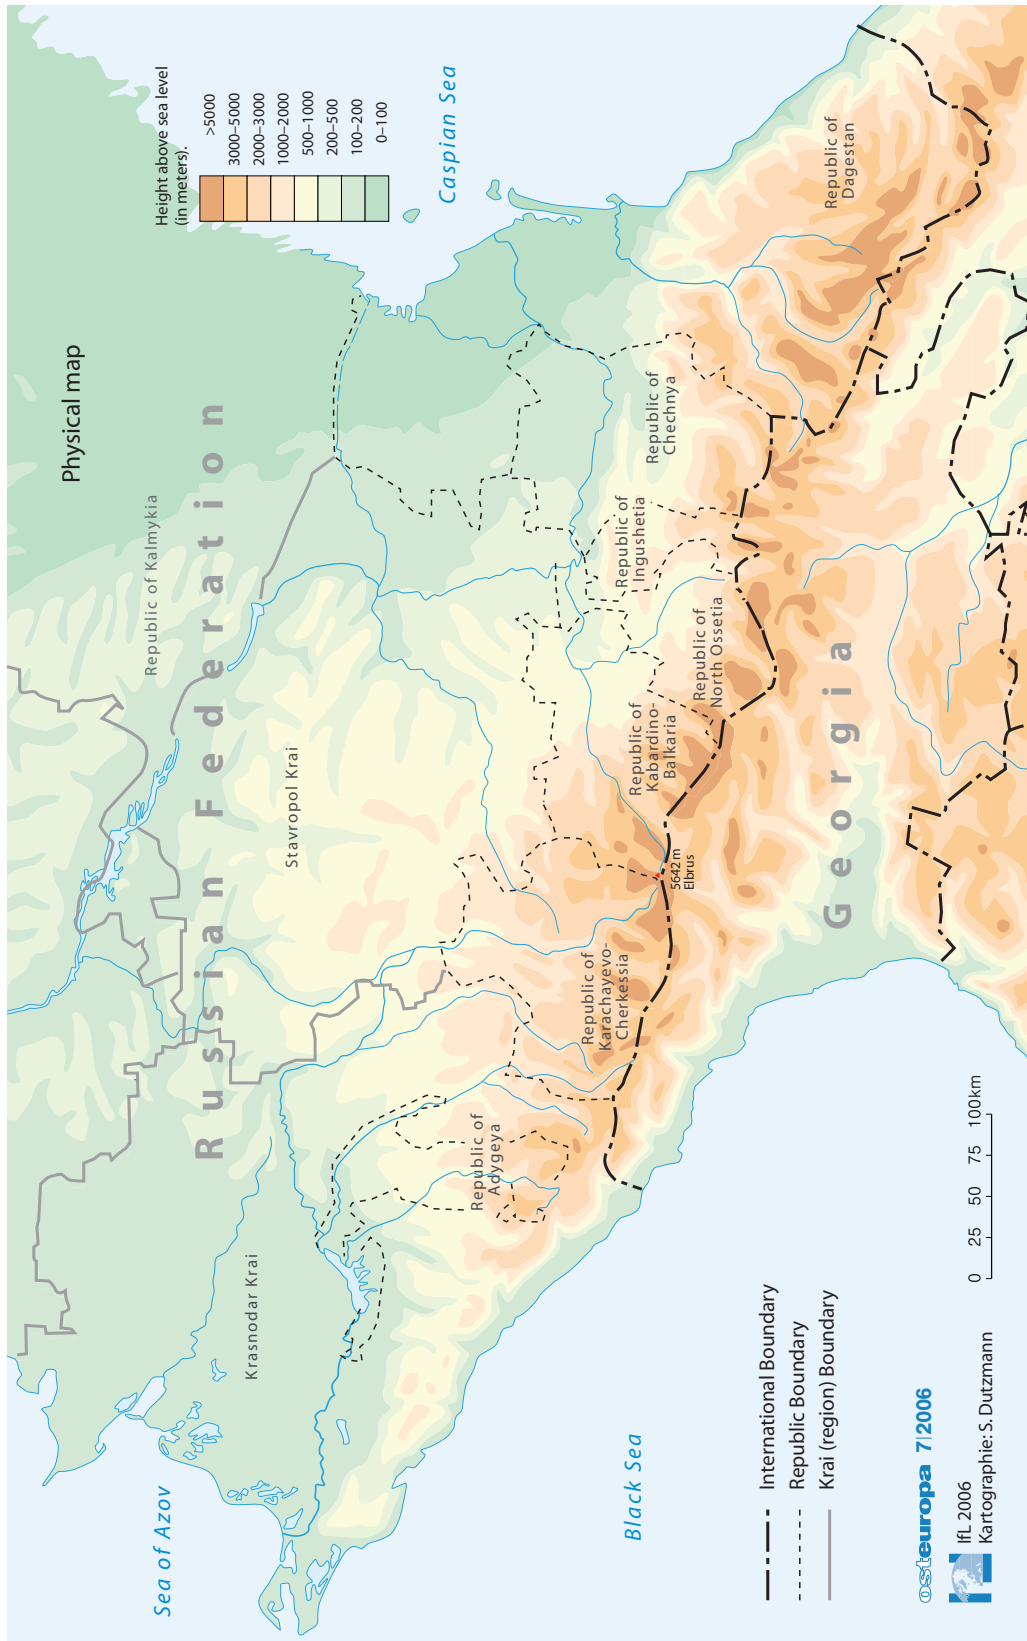 Physical map
Height above sea level
(in meters).
>5000
3000–5000
2000–3000
1000–2000
500–1000
200–500
100–200
0–100
Caspian Sea
Russian Federation
Republic of Kalmykia
Stavropol Krai
Krasnodar Krai
Sea of Azov
Black Sea
Republic of
Adygeya
Republic of
Karachayevo-
Cherkessia
5642 m
Elbrus
Republic of
Kabardino-
Balkaria
Republic of
North Ossetia
Republic of
Ingushetia
Republic of
Chechnya
Republic of
Dagestan
Georgia
International Boundary
Republic Boundary
Krai (region) Boundary
0 25 50 75 100km
osteuropa 7|2006
IfL 2006
Kartographie: S. Dutzmann